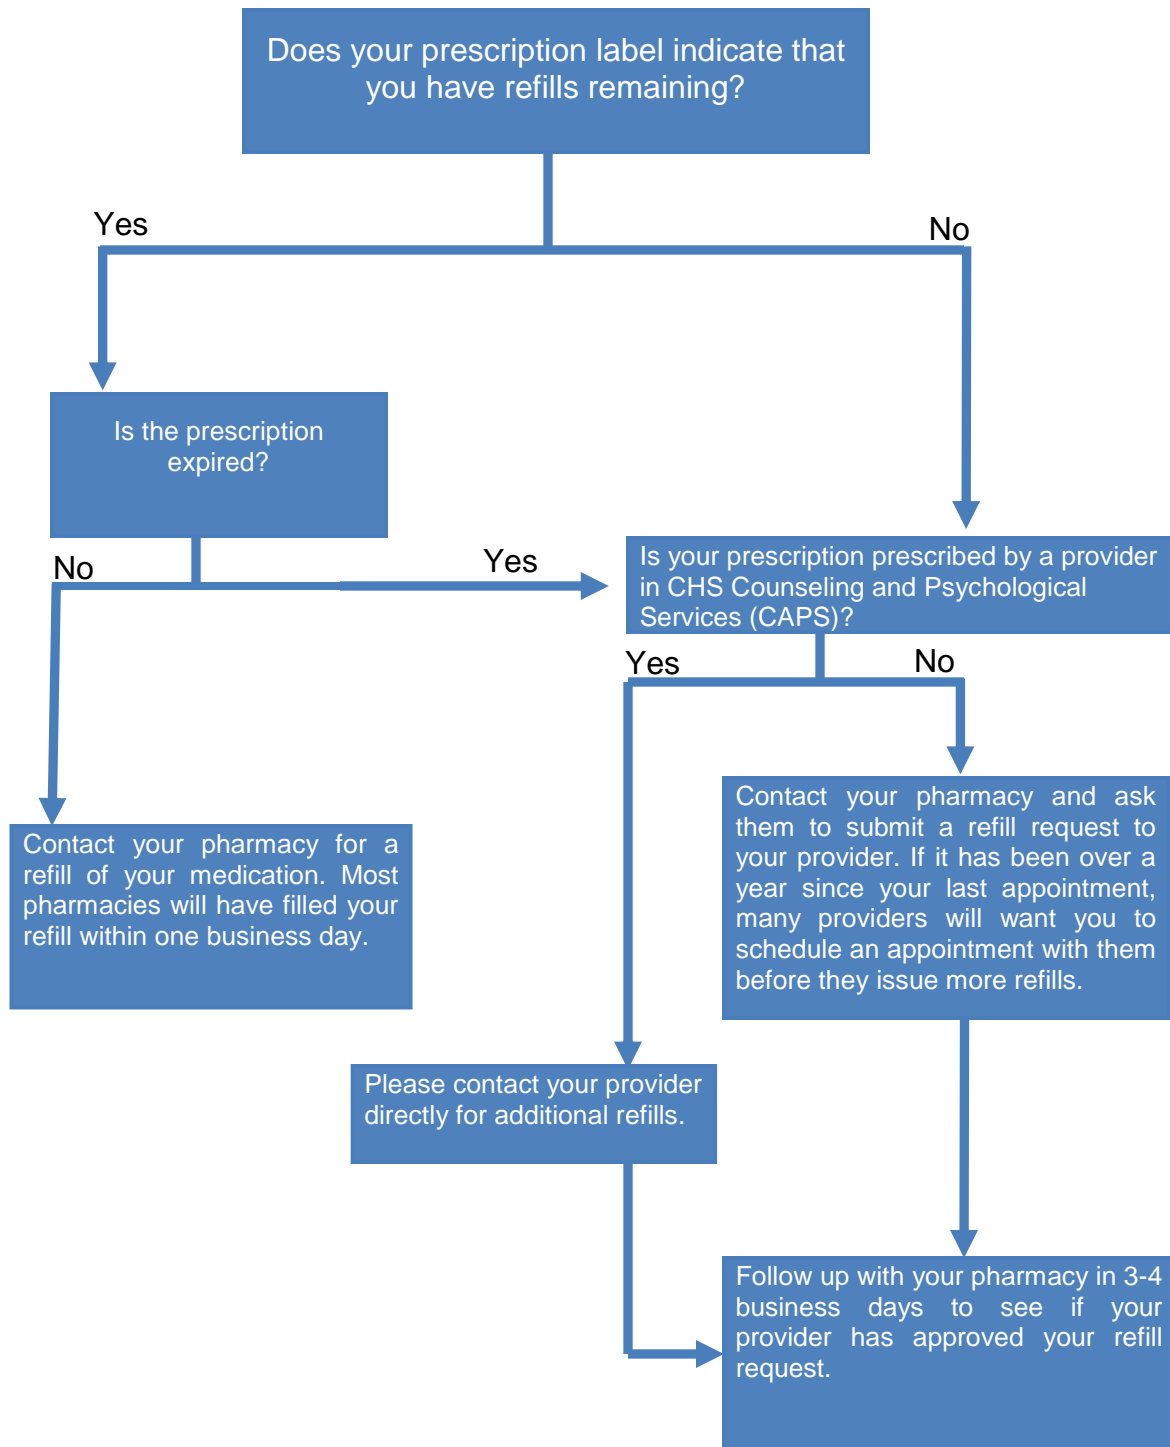 Does your prescription label indicate that
you have refills remaining?
Yes
No
Is the prescription
expired?
No
Yes
Is your prescription prescribed by a provider
in CHS Counseling and Psychological
Services (CAPS)?
Yes
No
Contact your pharmacy and ask
them to submit a refill request to
your provider. If it has been over a
year since your last appointment,
many providers will want you to
schedule an appointment with them
before they issue more refills.
Contact your pharmacy for a
refill of your medication. Most
pharmacies will have filled your
refill within one business day.
Please contact your provider
directly for additional refills.
Follow up with your pharmacy in 3-4
business days to see if your
provider has approved your refill
request.